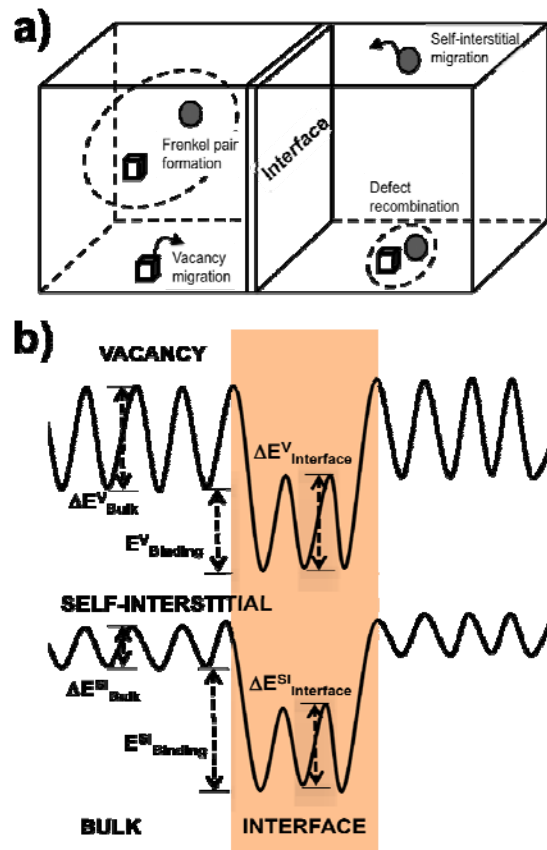 a)
Self-interstitial
migration
Frenkel pair
formation
Interface
Defect
recombination
Vacancy
migration
b)
VACANCY
ΔE^V_Interface
ΔE^V_Bulk
E^V_Binding
SELF-INTERSTITIAL
ΔE^SI_Interface
ΔE^SI_Bulk
E^SI_Binding
BULK
INTERFACE